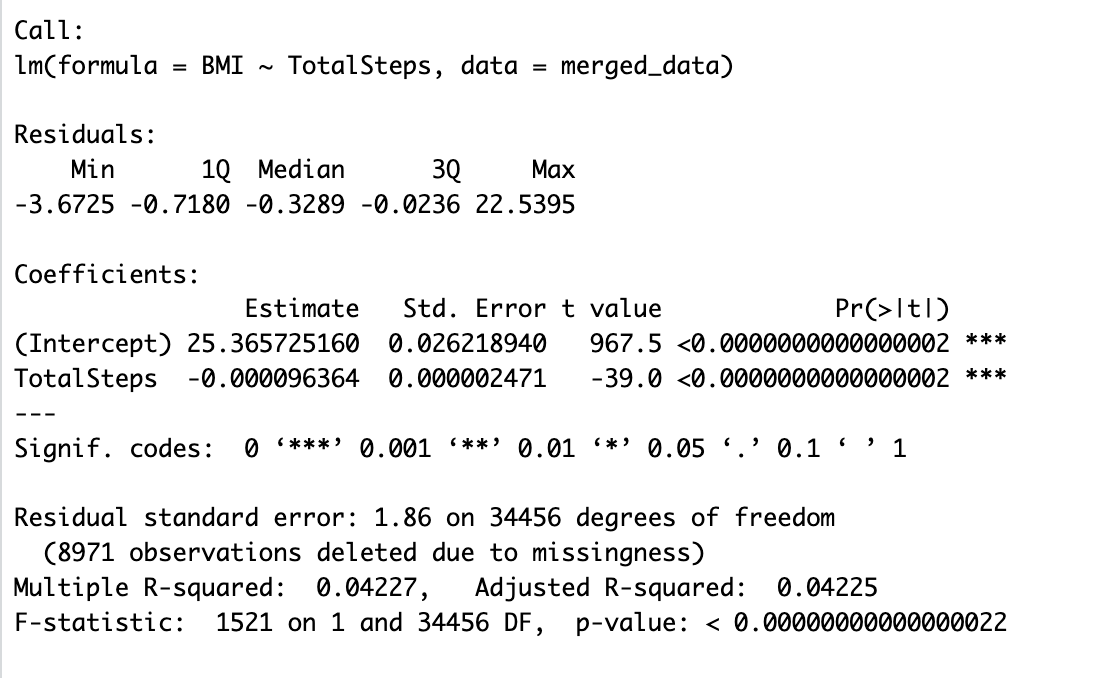 Call:
lm(formula = BMI ~ TotalSteps, data = merged_data)
Residuals:
Min 1Q Median 3Q Max
-3.6725 -0.7180 -0.3289 -0.0236 22.5395
Coefficients:
Estimate Std. Error t value Pr(>|t|)
(Intercept) 25.365725160 0.026218940 967.5 <0.0000000000000002 ***
TotalSteps -0.000096364 0.000002471 -39.0 <0.0000000000000002 ***
---
Signif. codes: 0 ‘***’ 0.001 ‘**’ 0.01 ‘*’ 0.05 ‘.’ 0.1 ‘ ’ 1
Residual standard error: 1.86 on 34456 degrees of freedom
(8971 observations deleted due to missingness)
Multiple R-squared: 0.04227, Adjusted R-squared: 0.04225
F-statistic: 1521 on 1 and 34456 DF, p-value: < 0.00000000000000022